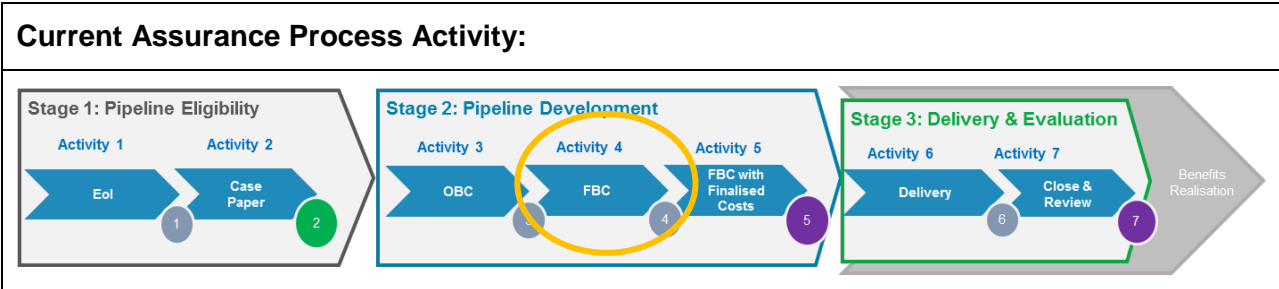 Current Assurance Process Activity:
Stage 1: Pipeline Eligibility
Activity 1
Activity 2
EoI
Case
Paper
1
2
Stage 2: Pipeline Development
Activity 3
Activity 4
Activity 5
OBC
FBC
FBC with
Finalised
Costs
3
4
5
Stage 3: Delivery & Evaluation
Activity 6
Activity 7
Delivery
Close &
Review
6
7
Benefits
Realisation